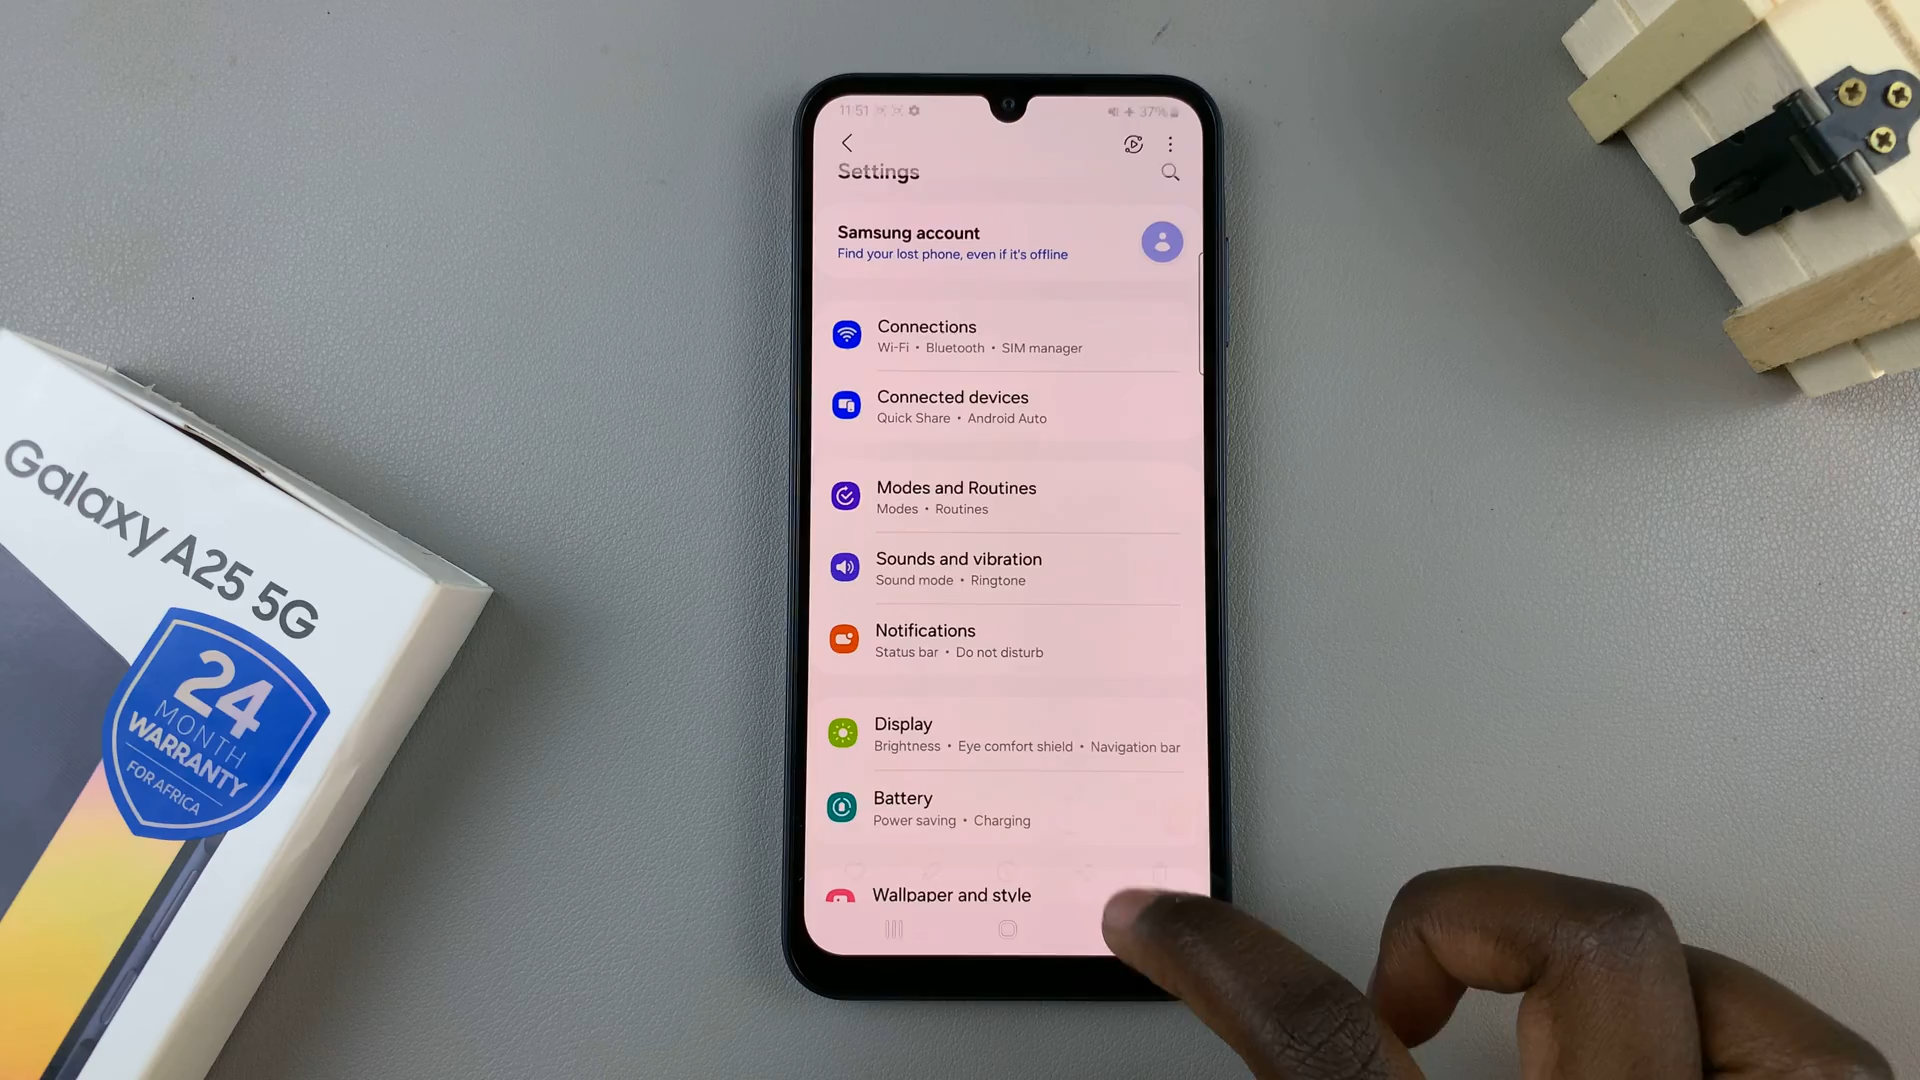 11:51
37%
Settings
Samsung account
Find your lost phone, even if it's offline
Connections
Wi-Fi • Bluetooth • SIM manager
Connected devices
Quick Share • Android Auto
Modes and Routines
Modes • Routines
Sounds and vibration
Sound mode • Ringtone
Notifications
Status bar • Do not disturb
Display
Brightness • Eye comfort shield • Navigation bar
Battery
Power saving • Charging
Wallpaper and style
Galaxy A25 5G
24
MONTH
WARRANTY
FOR AFRICA